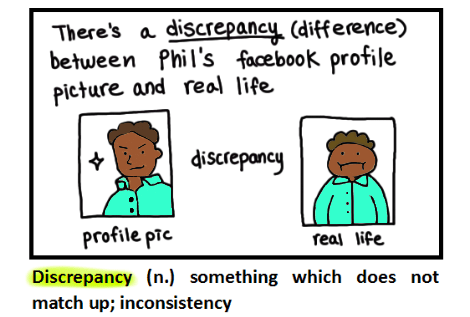 There's a discrepancy (difference)
between Phil's facebook profile
picture and real life
discrepancy
profile pic
real life
Discrepancy (n.) something which does not
match up; inconsistency